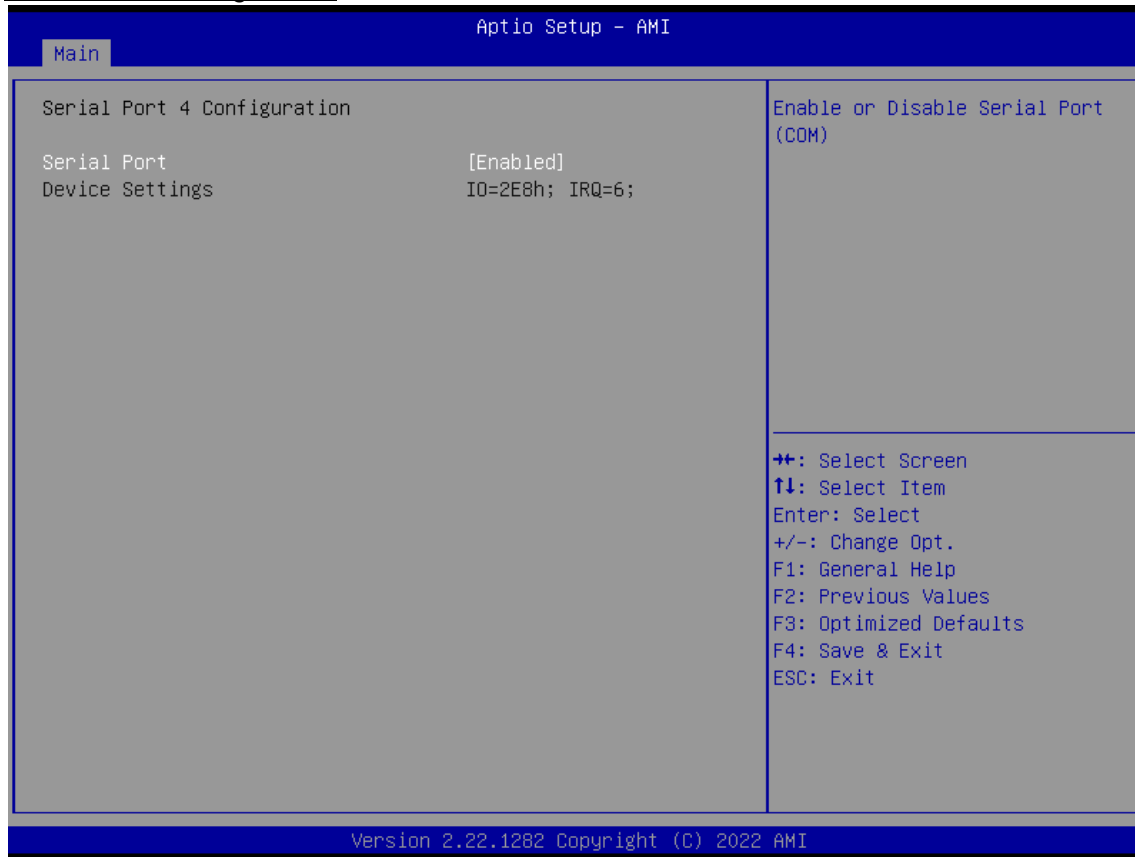 Aptio Setup – AMI
Main
Serial Port 4 Configuration
Serial Port [Enabled]
Device Settings IO=2E8h; IRQ=6;
Enable or Disable Serial Port
(COM)
→←: Select Screen
↑↓: Select Item
Enter: Select
+/-: Change Opt.
F1: General Help
F2: Previous Values
F3: Optimized Defaults
F4: Save & Exit
ESC: Exit
Version 2.22.1282 Copyright (C) 2022 AMI